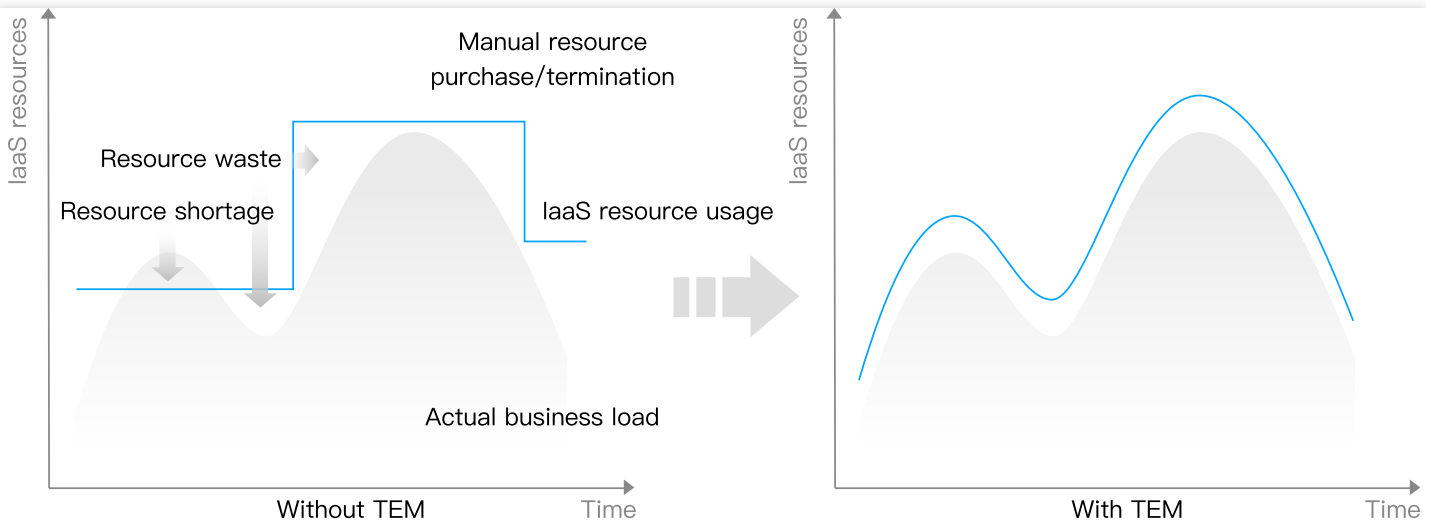 IaaS resources
Manual resource
purchase/termination
Resource waste
Resource shortage
IaaS resource usage
Actual business load
Without TEM
Time
IaaS resources
With TEM
Time